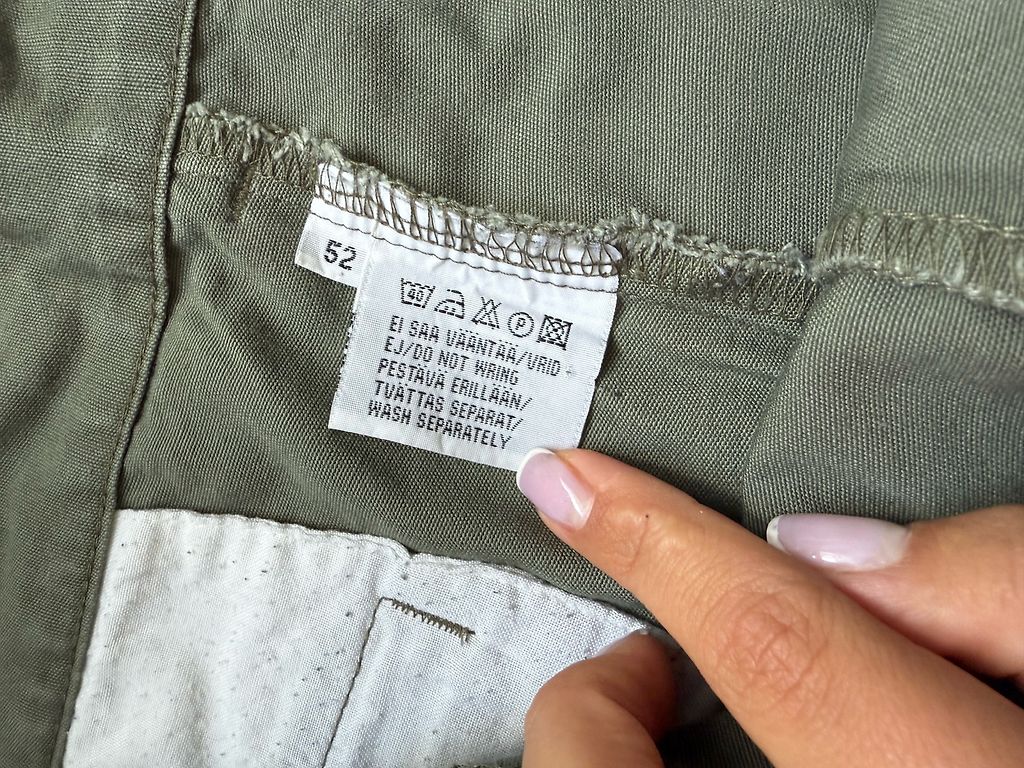 52
40 P
EI SAA VÄÄNTÄÄ/VRID
EJ/DO NOT WRING
PESTÄVÄ ERILLÄÄN/
TVÄTTAS SEPARAT/
WASH SEPARATELY